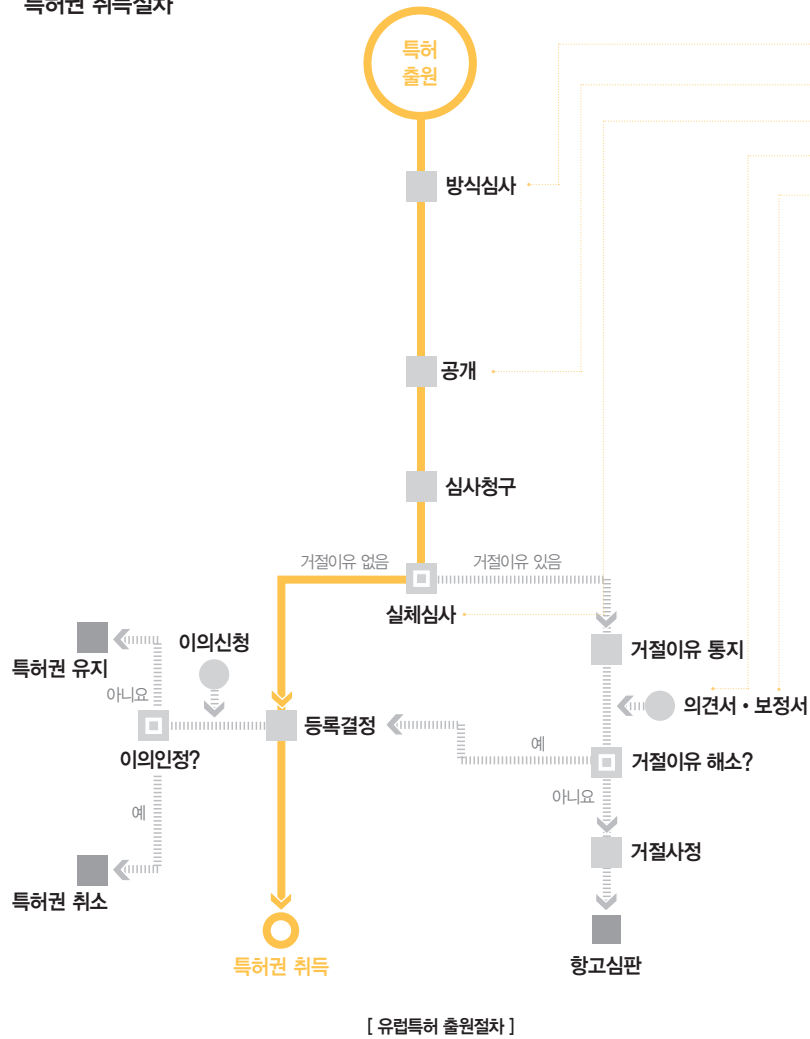 특허권 취득절차
특허
출원
방식심사
공개
심사청구
거절이유 없음
거절이유 있음
실체심사
이의신청
거절이유 통지
특허권 유지
아니요
의견서 • 보정서
등록결정
예
이의인정?
거절이유 해소?
아니요
예
거절사정
특허권 취소
특허권 취득
항고심판
[ 유럽특허 출원절차 ]